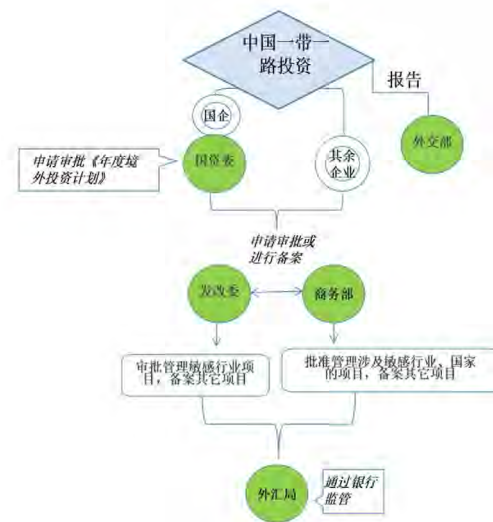 中国一带一
路投资
报告
国企
外交部
申请审批《年度境
外投资计划》
国资委
其余
企业
申请审批或
进行备案
发改委
商务部
审批管理敏感行业项
目，备案其它项目
批准管理涉及敏感行业、国家
的项目，备案其它项目
外汇局
通过银行
监管